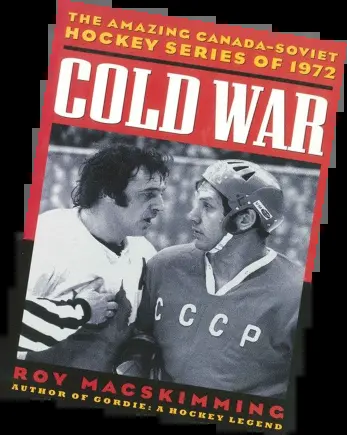 THE AMAZING CANADA-SOVIET
HOCKEY SERIES OF 1972
COLD WAR
CCCP
ROY MACSKIMMING
AUTHOR OF GORDIE: A HOCKEY LEGEND